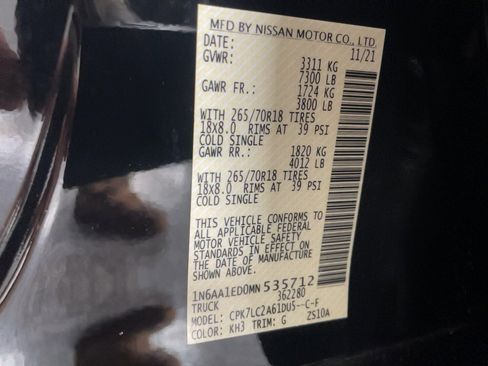 MFD BY NISSAN MOTOR CO., LTD.
DATE: 11/21
GVWR: 3311 KG
7300 LB
GAWR FR.: 1724 KG
3800 LB
WITH 265/70R18 TIRES
18x8.0 RIMS AT 39 PSI
COLD SINGLE
GAWR RR.: 1820 KG
4012 LB
WITH 265/70R18 TIRES
18x8.0 RIMS AT 39 PSI
COLD SINGLE
THIS VEHICLE CONFORMS TO
ALL APPLICABLE FEDERAL
MOTOR VEHICLE SAFETY
STANDARDS IN EFFECT
ON THE DATE OF
MANUFACTURE SHOWN ABOVE.
1N6AA1ED0MN535712
TRUCK 362280
MODEL: CPK7LC2A61DUS--C-F
COLOR: KH3 TRIM: G ZS10A